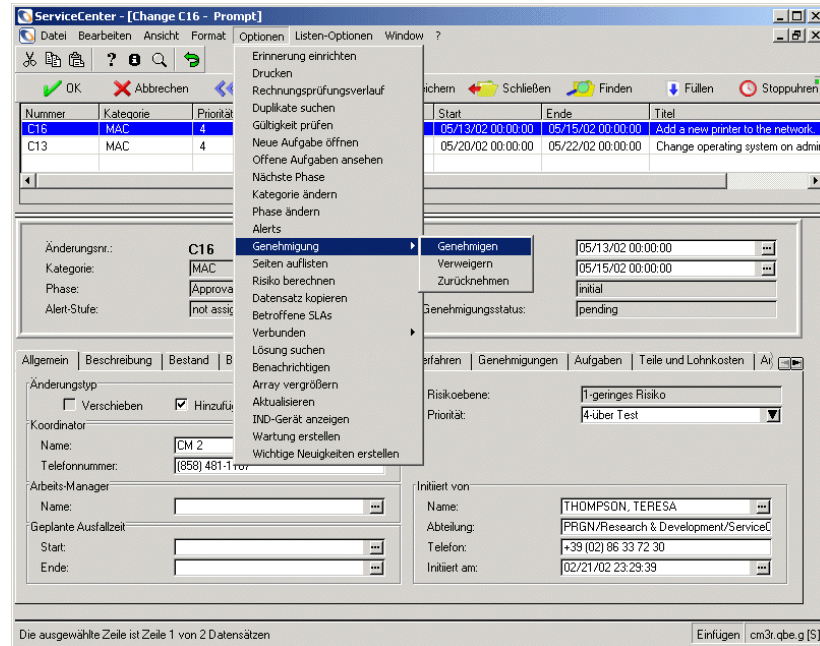 ServiceCenter - [Change C16 - Prompt]
Datei Bearbeiten Ansicht Format Optionen Listen-Optionen Window ?
OK Abbrechen Schließen Finden Füllen Stoppuhren
Nummer Kategorie Priorität Start Ende Titel
C16 MAC 4 05/13/02 00:00:00 05/15/02 00:00:00 Add a new printer to the network.
C13 MAC 4 05/20/02 00:00:00 05/22/02 00:00:00 Change operating system on admi
Erinnerung einrichten
Drucken
Rechnungsprüfungsverlauf
Duplikate suchen
Gültigkeit prüfen
Neue Aufgabe öffnen
Offene Aufgaben ansehen
Nächste Phase
Kategorie ändern
Phase ändern
Alerts
Genehmigung
Seiten auflisten
Risiko berechnen
Datensatz kopieren
Betroffene SLAs
Verbunden
Lösung suchen
Benachrichtigen
Array vergrößern
Aktualisieren
IND-Gerät anzeigen
Wartung erstellen
Wichtige Neuigkeiten erstellen
Genehmigen
Verweigern
Zurücknehmen
Änderungsnr.: C16 05/13/02 00:00:00
Kategorie: MAC 05/15/02 00:00:00
Phase: Approva initial
Alert-Stufe: not assig Genehmigungsstatus: pending
Allgemein Beschreibung Bestand B erfahren Genehmigungen Aufgaben Teile und Lohnkosten
Änderungstyp
Verschieben Hinzufü
Risikoebene: 1-geringes Risiko
Priorität: 4-über Test
Koordinator
Name: CM 2
Telefonnummer: (858) 481-1167
Arbeits-Manager
Name:
Geplante Ausfallzeit
Start:
Ende:
Initiiert von
Name: THOMPSON, TERESA
Abteilung: PRGN/Research & Development/ServiceC
Telefon: +39 (02) 86 33 72 30
Initiiert am: 02/21/02 23:29:39
Die ausgewählte Zeile ist Zeile 1 von 2 Datensätzen Einfügen cm3r.qbe.g [S]